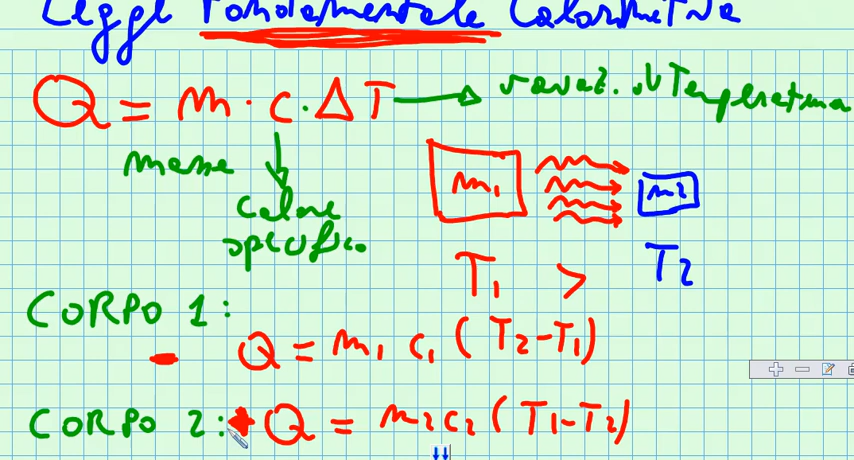 Legge Fondamentale Calorimetria
Q = m · c · ΔT → variaz. di Temperatura
massa
calore
specifico
m1
m2
T1 > T2
CORPO 1:
- Q = m1 c1 (T2-T1)
CORPO 2: + Q = m2 c2 (T1-T2)